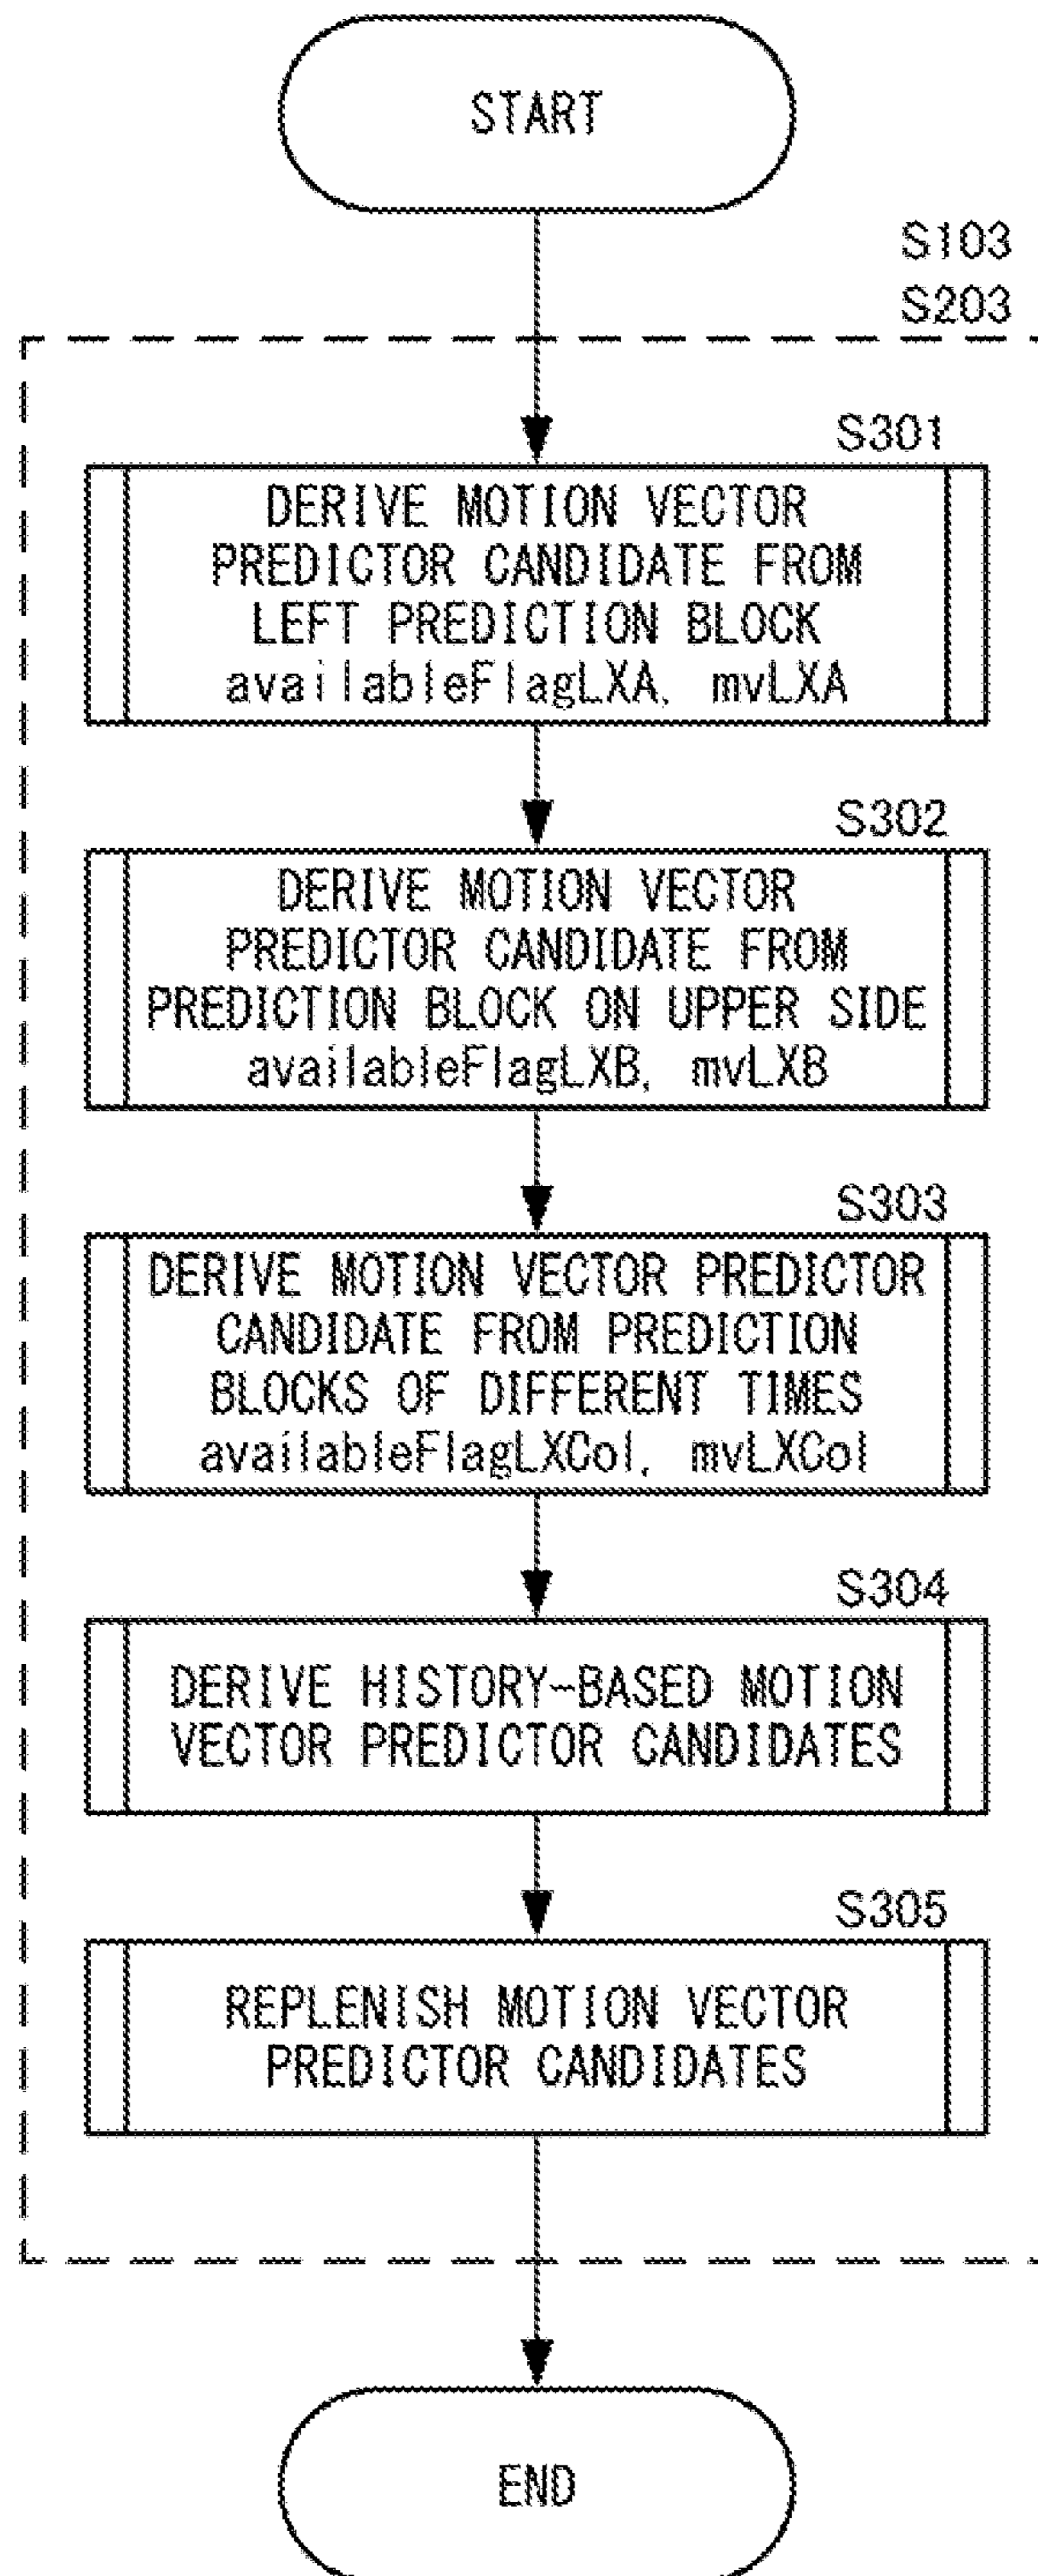 START
S103
S203
S301
DERIVE MOTION VECTOR
PREDICTOR CANDIDATE FROM
LEFT PREDICTION BLOCK
availableFlagLXA, mvLXA
S302
DERIVE MOTION VECTOR
PREDICTOR CANDIDATE FROM
PREDICTION BLOCK ON UPPER SIDE
availableFlagLXB, mvLXB
S303
DERIVE MOTION VECTOR PREDICTOR
CANDIDATE FROM PREDICTION
BLOCKS OF DIFFERENT TIMES
availableFlagLXCol, mvLXCol
S304
DERIVE HISTORY-BASED MOTION
VECTOR PREDICTOR CANDIDATES
S305
REPLENISH MOTION VECTOR
PREDICTOR CANDIDATES
END